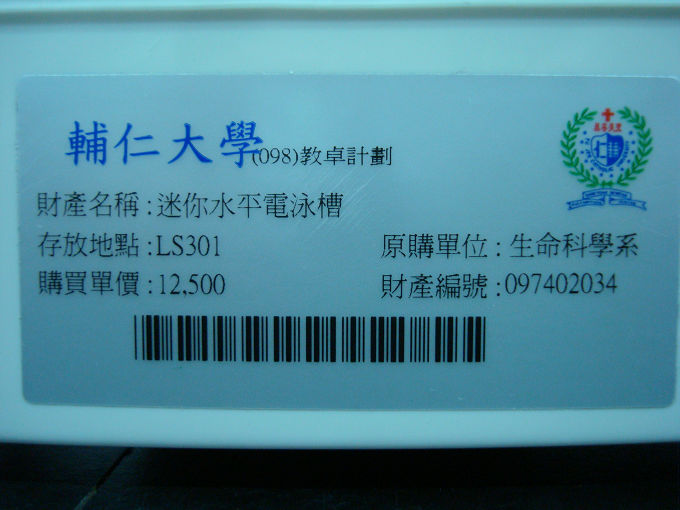 輔仁大學(098)教卓計劃
財產名稱:迷你水平電泳槽
存放地點:LS301 原購單位:生命科學系
購買單價:12,500 財產編號:097402034